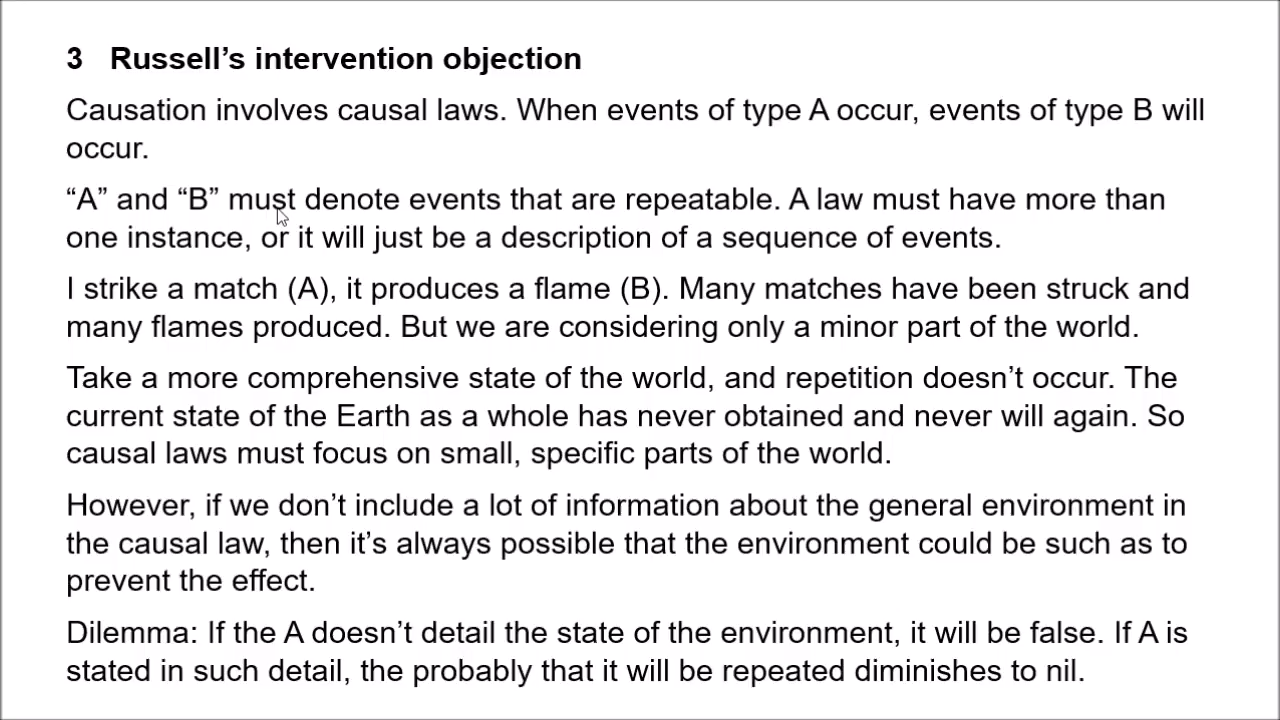 3 Russell’s intervention objection
Causation involves causal laws. When events of type A occur, events of type B will
occur.
“A” and “B” must denote events that are repeatable. A law must have more than
one instance, or it will just be a description of a sequence of events.
I strike a match (A), it produces a flame (B). Many matches have been struck and
many flames produced. But we are considering only a minor part of the world.
Take a more comprehensive state of the world, and repetition doesn’t occur. The
current state of the Earth as a whole has never obtained and never will again. So
causal laws must focus on small, specific parts of the world.
However, if we don’t include a lot of information about the general environment in
the causal law, then it’s always possible that the environment could be such as to
prevent the effect.
Dilemma: If the A doesn’t detail the state of the environment, it will be false. If A is
stated in such detail, the probably that it will be repeated diminishes to nil.